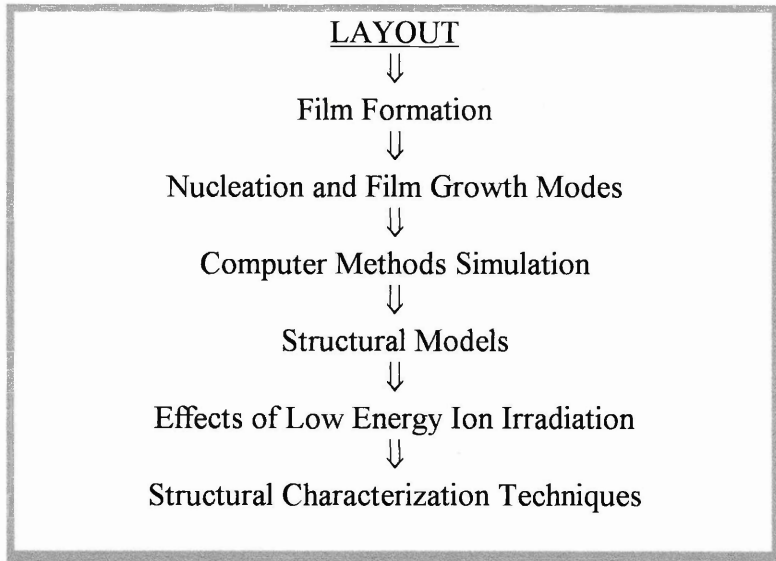 LAYOUT
⇓
Film Formation
⇓
Nucleation and Film Growth Modes
⇓
Computer Methods Simulation
⇓
Structural Models
⇓
Effects of Low Energy Ion Irradiation
⇓
Structural Characterization Techniques